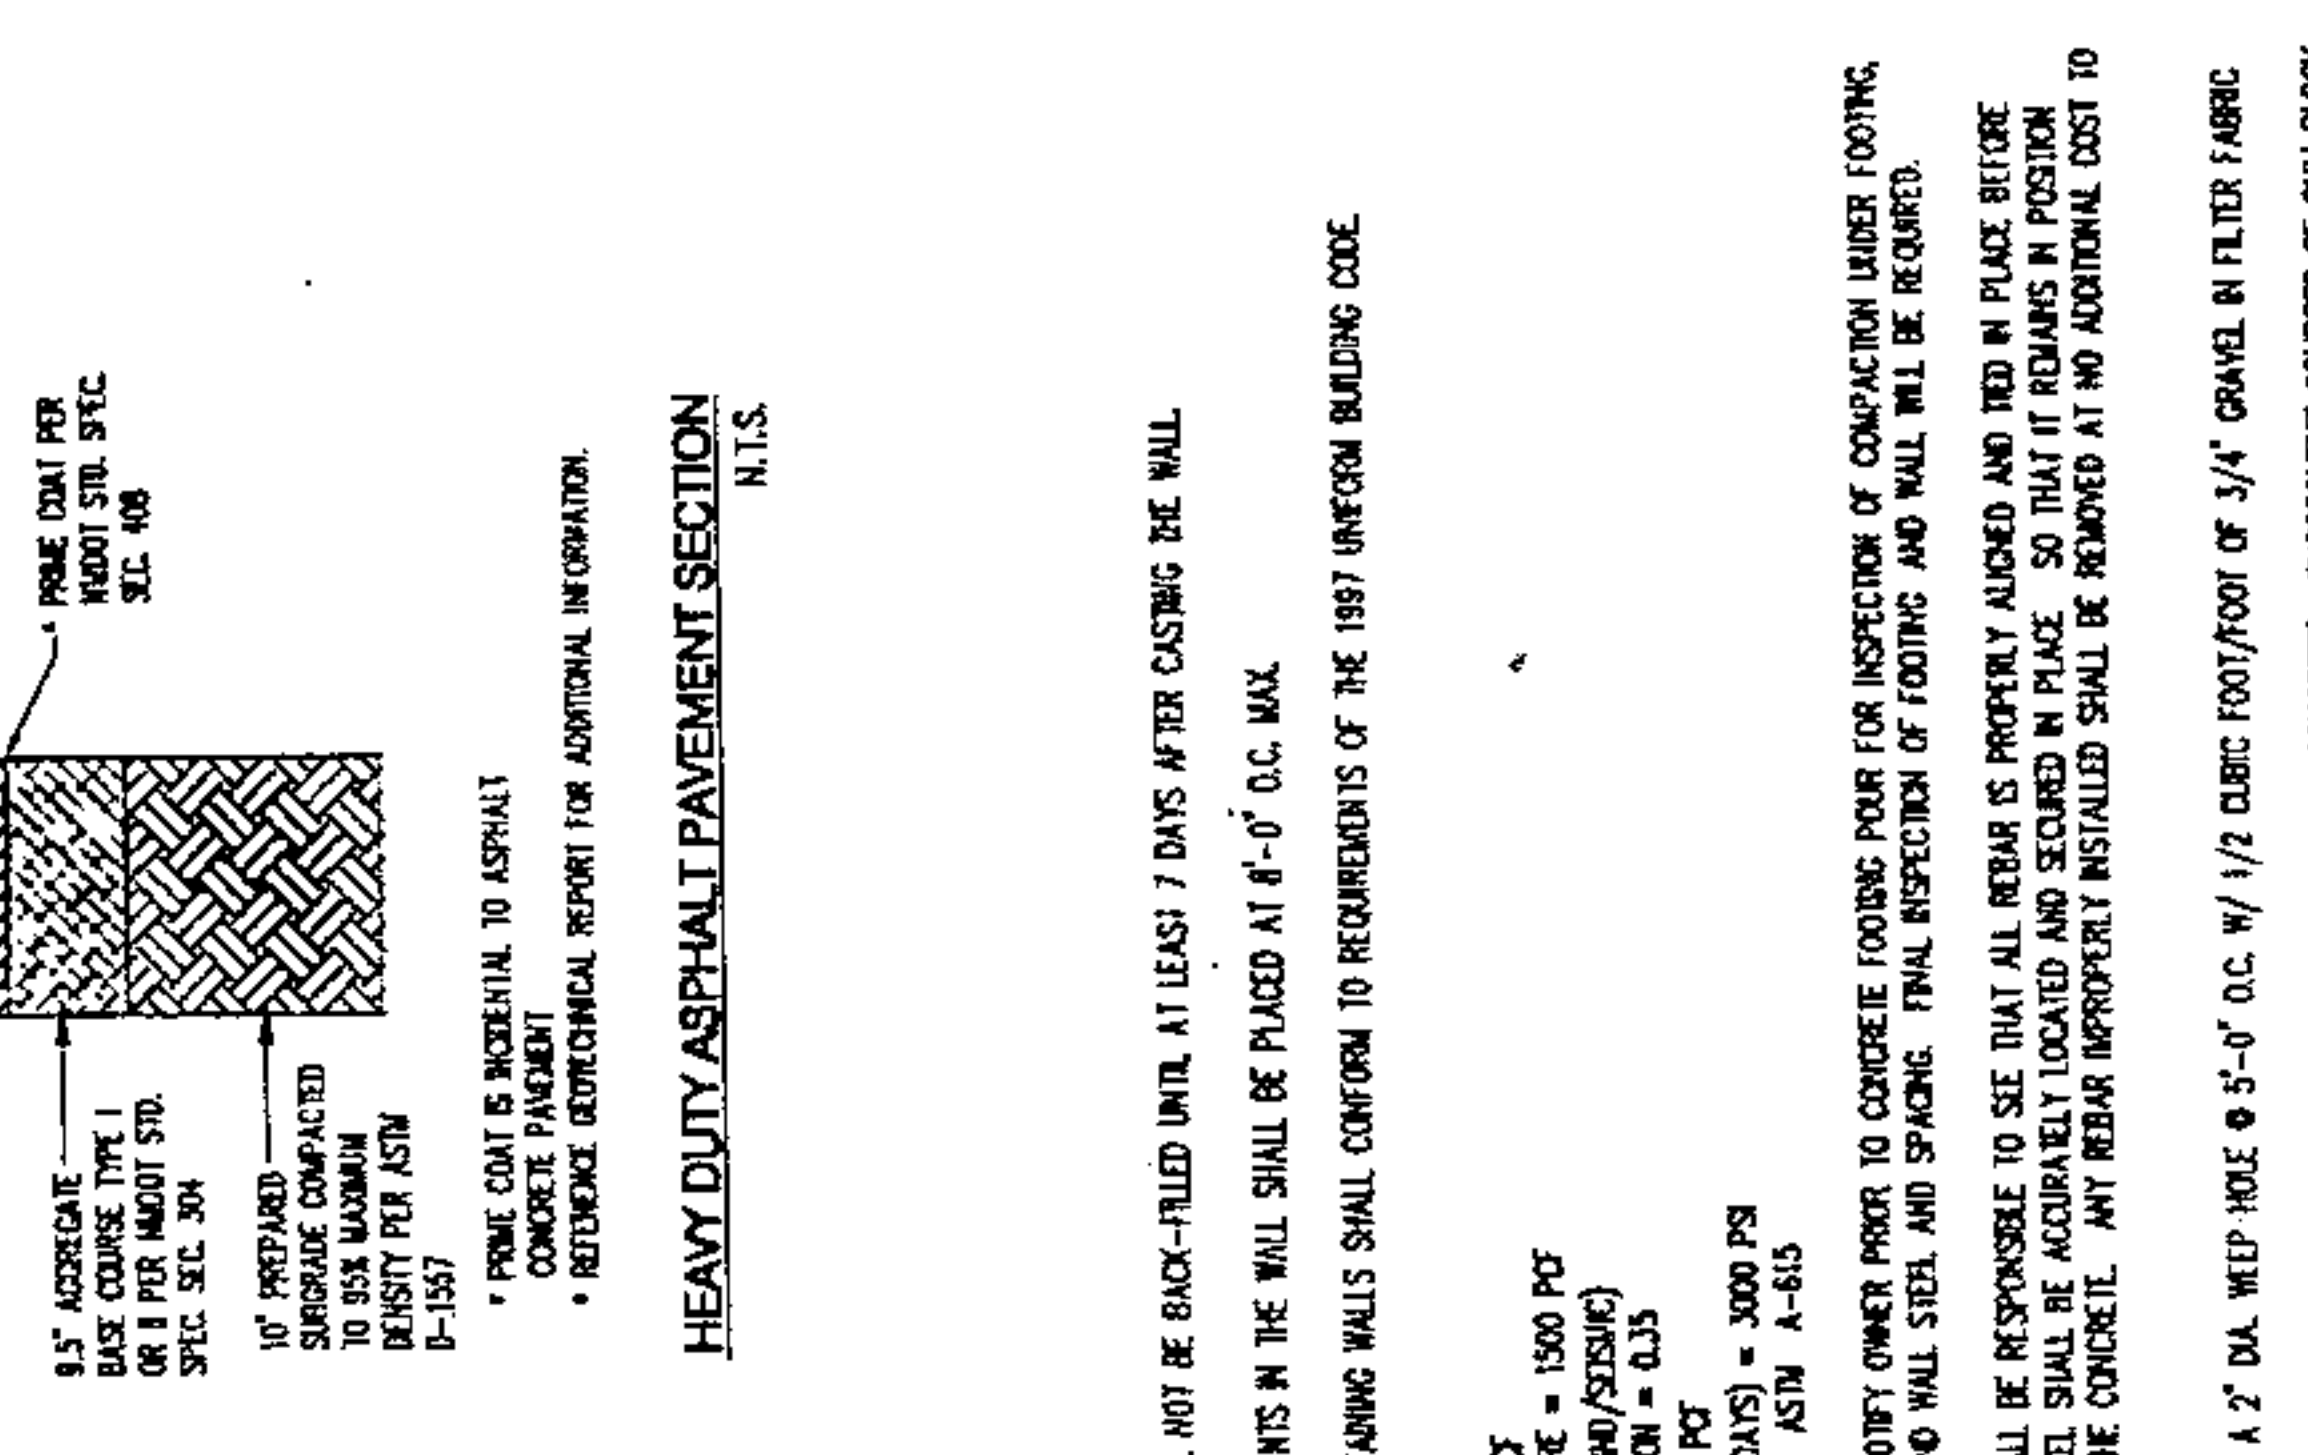 PRIME COAT PER
NMDOT STD. SPEC.
SEC. 408
9.5" AGGREGATE
BASE COURSE TYPE I
OR II PER NMDOT STD.
SPEC. SEC. 304
10" PREPARED
SUBGRADE COMPACTED
TO 95% MAXIMUM
DENSITY PER ASTM
D-1557
* PRIME COAT IS INCIDENTAL TO ASPHALT
CONCRETE PAVEMENT
* REFERENCE GEOTECHNICAL REPORT FOR ADDITIONAL INFORMATION.
HEAVY DUTY ASPHALT PAVEMENT SECTION
N.T.S.
NOT BE BACK-FILLED UNTIL AT LEAST 7 DAYS AFTER CASTING THE WALL
NTS IN THE WALL SHALL BE PLACED AT 8'-0" O.C. MAX.
AINING WALLS SHALL CONFORM TO REQUIREMENTS OF THE 1997 UNIFORM BUILDING CODE.
RE = 1500 PCF
ND/SEISMIC)
ON = 0.35
PCF
DAYS) = 3000 PSI
ASTM A-615
OTIFY OWNER PRIOR TO CONCRETE FOOTING POUR FOR INSPECTION OF COMPACTION UNDER FOOTING,
ND WALL STEEL AND SPACING. FINAL INSPECTION OF FOOTING AND WALL WILL BE REQUIRED.
ALL BE RESPONSIBLE TO SEE THAT ALL REBAR IS PROPERLY ALIGNED AND TIED IN PLACE BEFORE
EL SHALL BE ACCURATELY LOCATED AND SECURED IN PLACE SO THAT IT REMAINS IN POSITION
HE CONCRETE. ANY REBAR IMPROPERLY INSTALLED SHALL BE REMOVED AT NO ADDITIONAL COST TO
A 2" DIA. WEEP HOLE @ 5'-0" O.C. W/ 1/2 CUBIC FOOT/FOOT OF 3/4" GRAVEL IN FILTER FABRIC